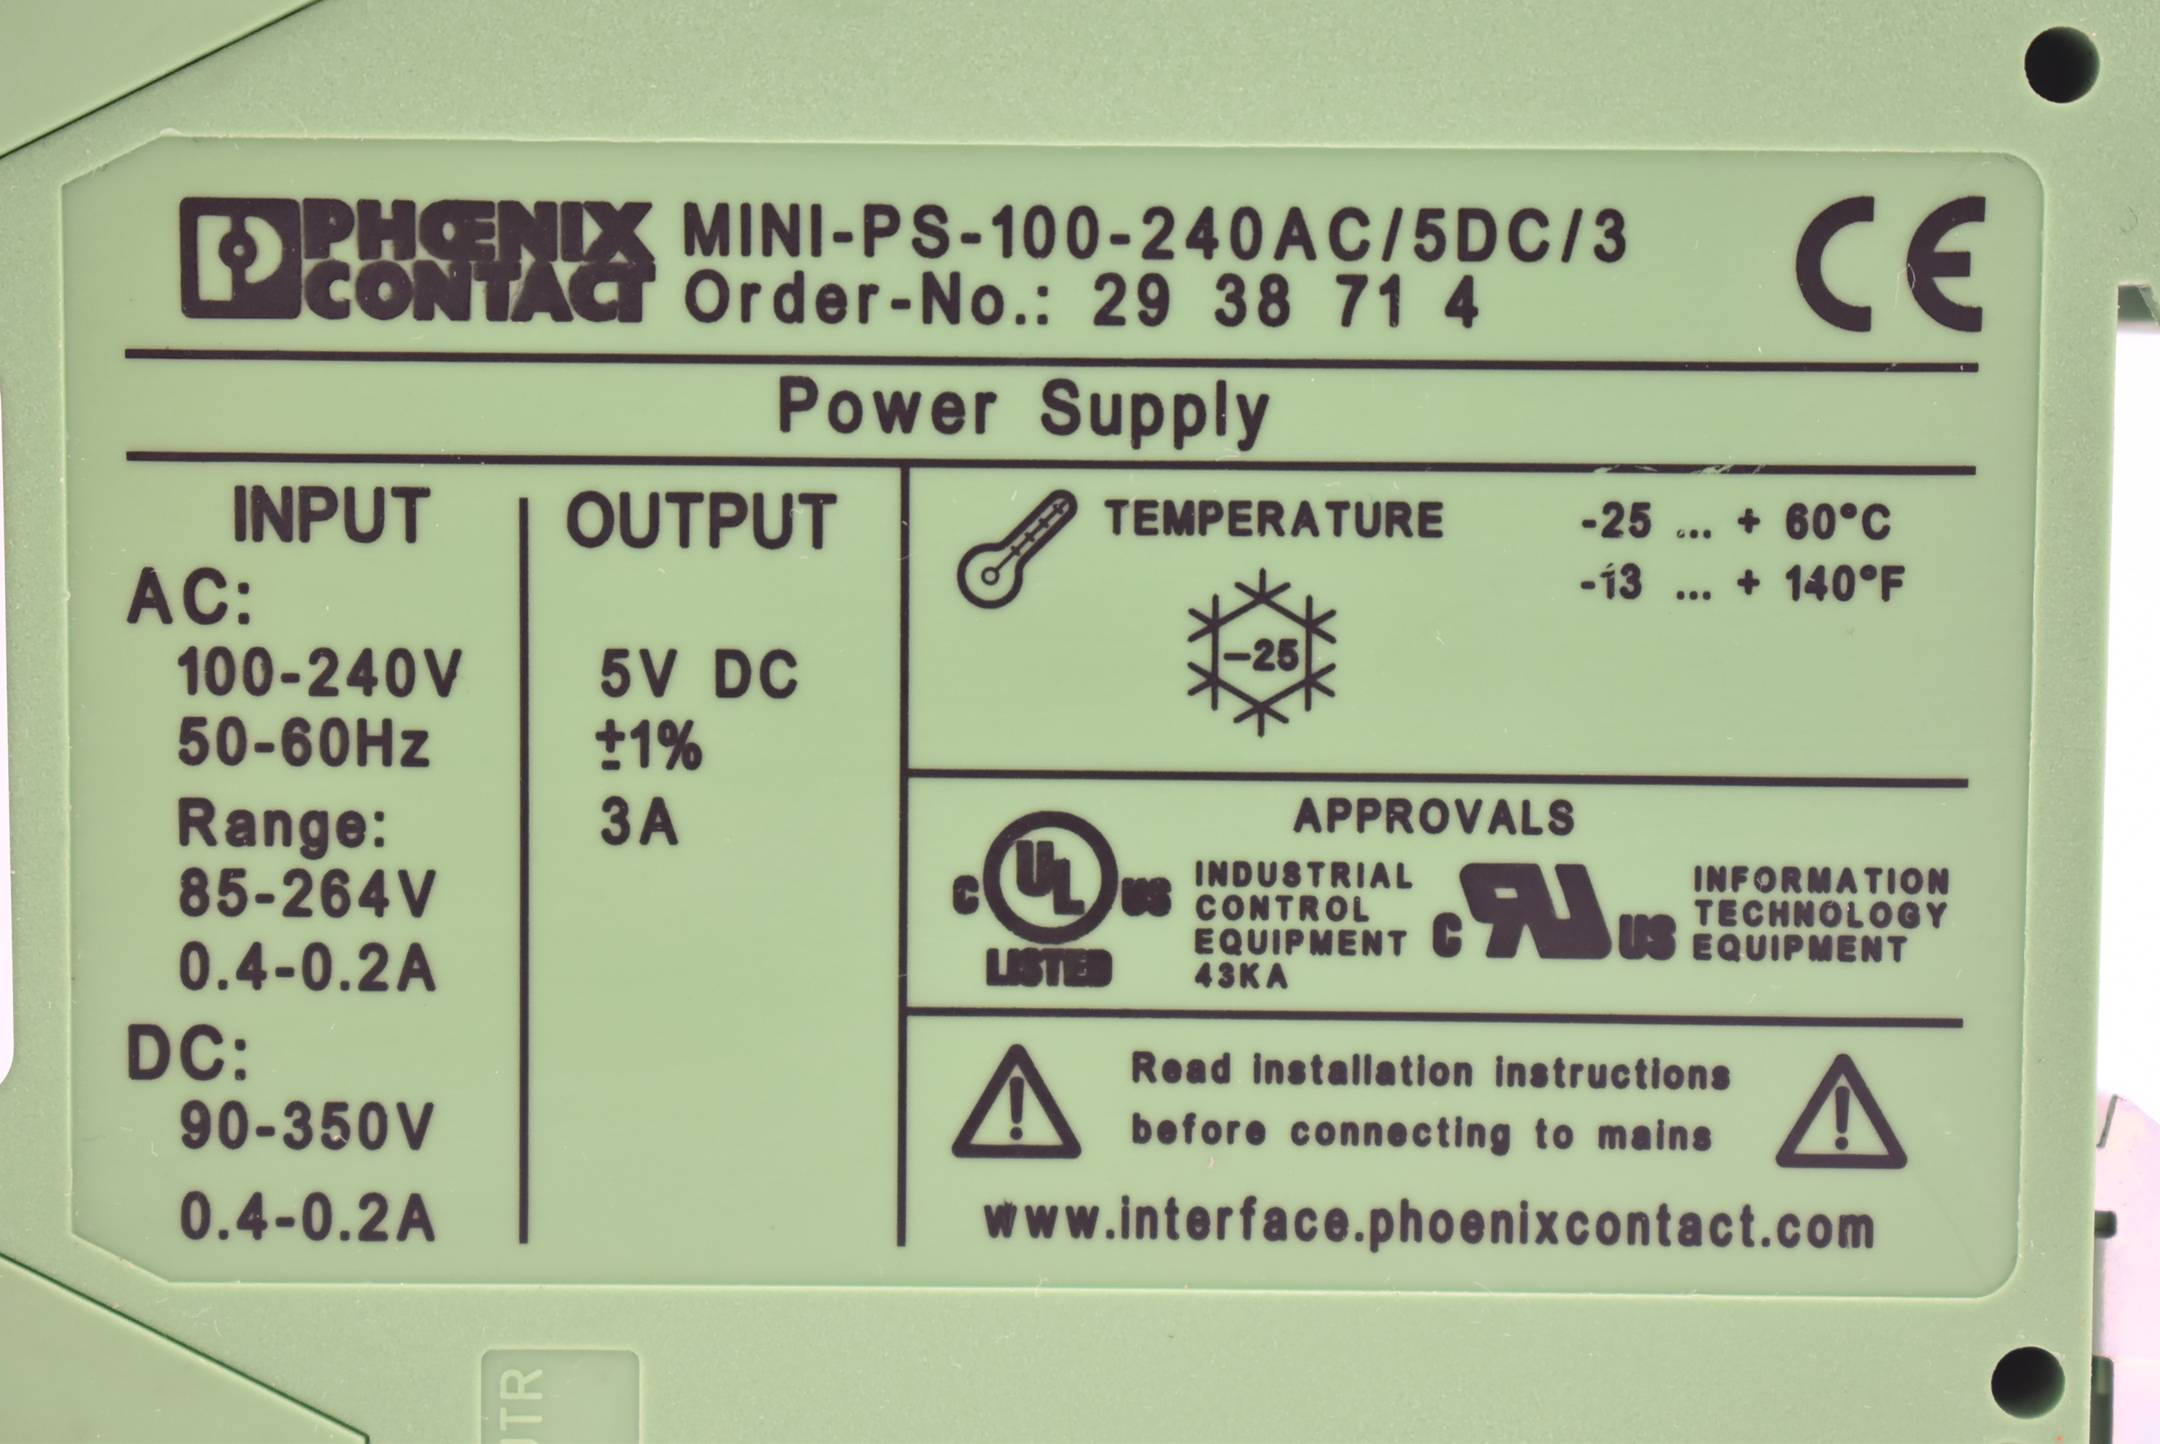 PHŒNIX
CONTACT
MINI-PS-100-240AC/5DC/3
Order-No.: 29 38 71 4
CE
Power Supply
INPUT
AC:
100-240V
50-60Hz
Range:
85-264V
0.4-0.2A
DC:
90-350V
0.4-0.2A
OUTPUT
5V DC
±1%
3A
TEMPERATURE
-25 ... + 60°C
-13 ... + 140°F
-25
APPROVALS
C UL US
LISTED
INDUSTRIAL
CONTROL
EQUIPMENT
43KA
C RU US
INFORMATION
TECHNOLOGY
EQUIPMENT
Read installation instructions
before connecting to mains
www.interface.phoenixcontact.com